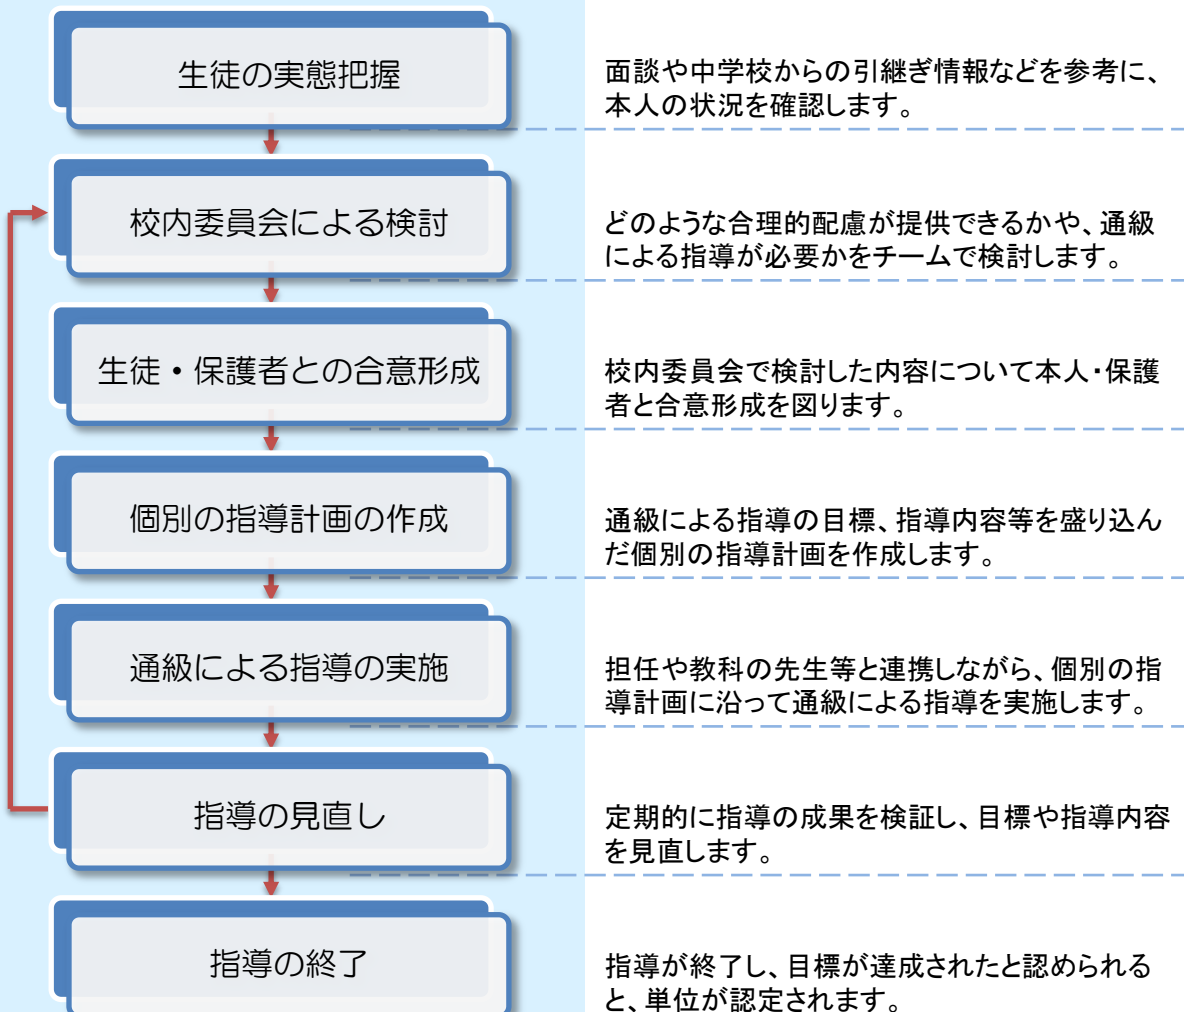 生徒の実態把握
面談や中学校からの引継ぎ情報などを参考に、
本人の状況を確認します。
校内委員会による検討
どのような合理的配慮が提供できるかや、通級
による指導が必要かをチームで検討します。
生徒・保護者との合意形成
校内委員会で検討した内容について本人・保護
者と合意形成を図ります。
個別の指導計画の作成
通級による指導の目標、指導内容等を盛り込ん
だ個別の指導計画を作成します。
通級による指導の実施
担任や教科の先生等と連携しながら、個別の指
導計画に沿って通級による指導を実施します。
指導の見直し
定期的に指導の成果を検証し、目標や指導内容
を見直します。
指導の終了
指導が終了し、目標が達成されたと認められる
と、単位が認定されます。